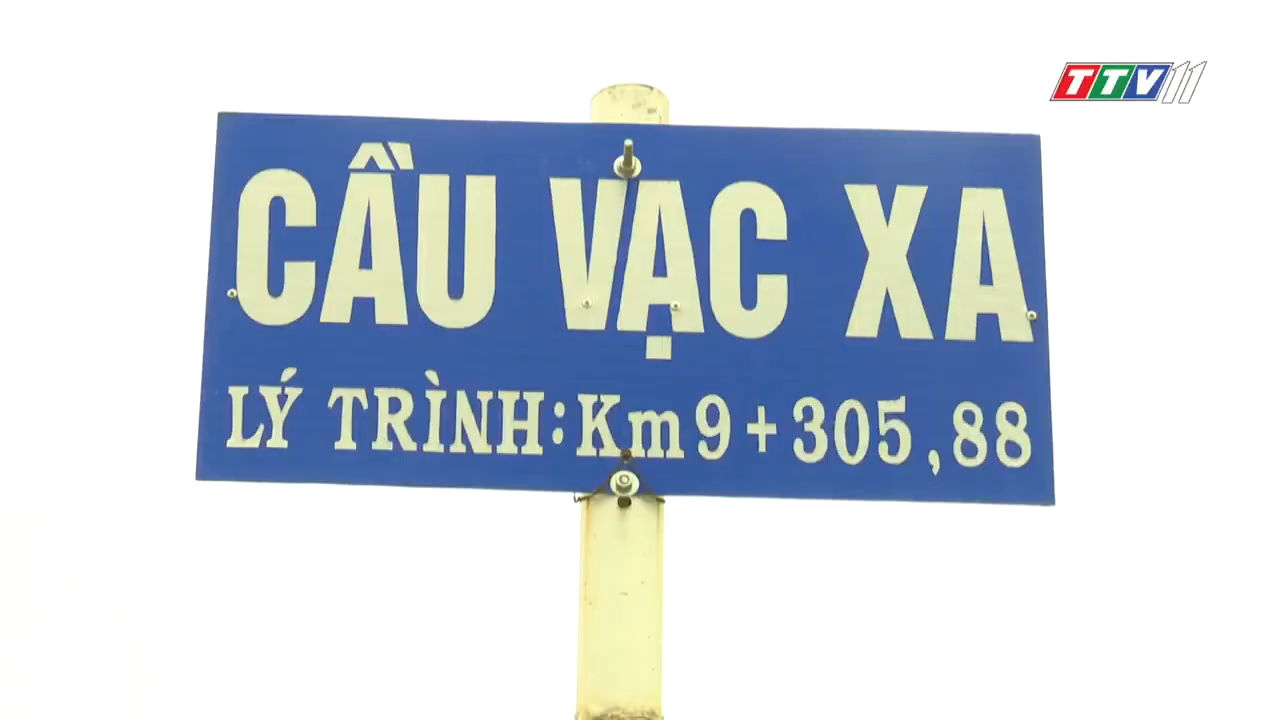 TTV11
CẦU VẠC XA
LÝ TRÌNH: Km9+305,88